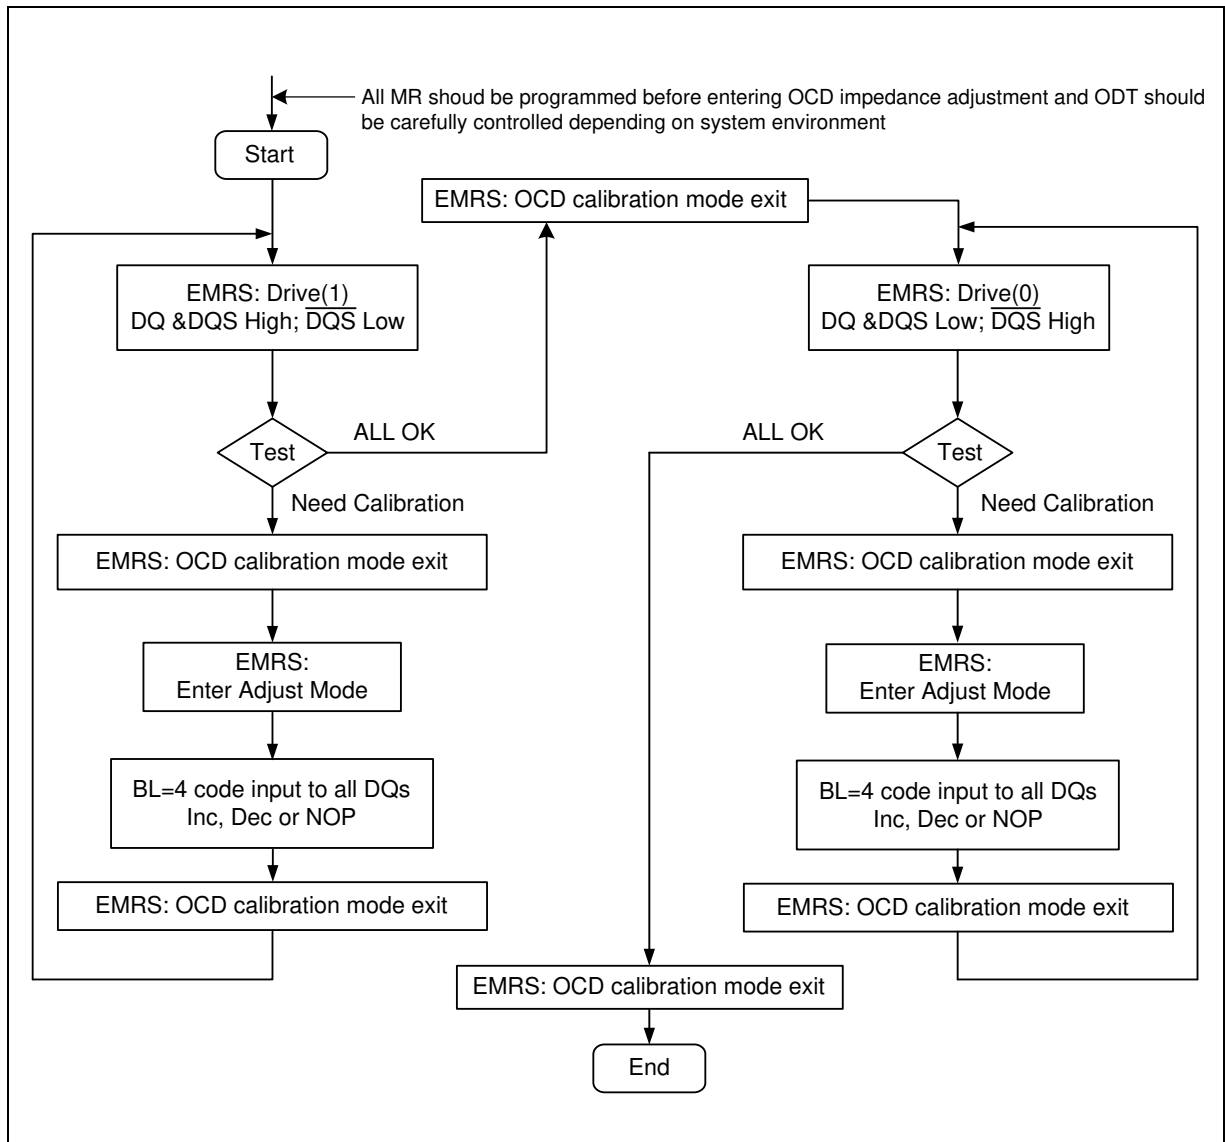 All MR shoud be programmed before entering OCD impedance adjustment and ODT should
be carefully controlled depending on system environment
Start
EMRS: OCD calibration mode exit
EMRS: Drive(1)
DQ &DQS High; D̅Q̅S̅ Low
Test
ALL OK
Need Calibration
EMRS: OCD calibration mode exit
EMRS:
Enter Adjust Mode
BL=4 code input to all DQs
Inc, Dec or NOP
EMRS: OCD calibration mode exit
EMRS: Drive(0)
DQ &DQS Low; D̅Q̅S̅ High
Test
ALL OK
Need Calibration
EMRS: OCD calibration mode exit
EMRS:
Enter Adjust Mode
BL=4 code input to all DQs
Inc, Dec or NOP
EMRS: OCD calibration mode exit
EMRS: OCD calibration mode exit
End